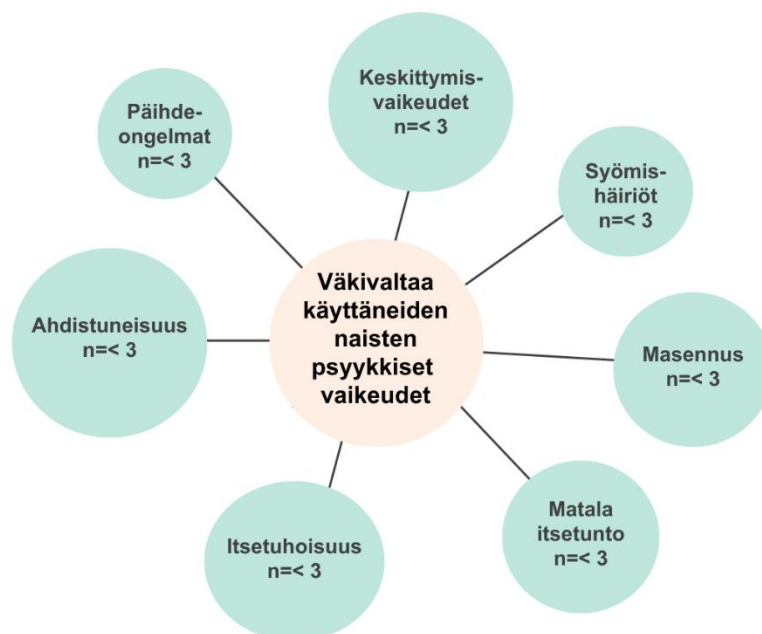 Keskittymis-
vaikeudet
n=< 3
Päihde-
ongelmat
n=< 3
Syömis-
häiriöt
n=< 3
Väkivaltaa
käyttäneiden
naisten
psyykkiset
vaikeudet
Ahdistuneisuus
n=< 3
Masennus
n=< 3
Matala
itsetunto
n=< 3
Itsetuhoisuus
n=< 3